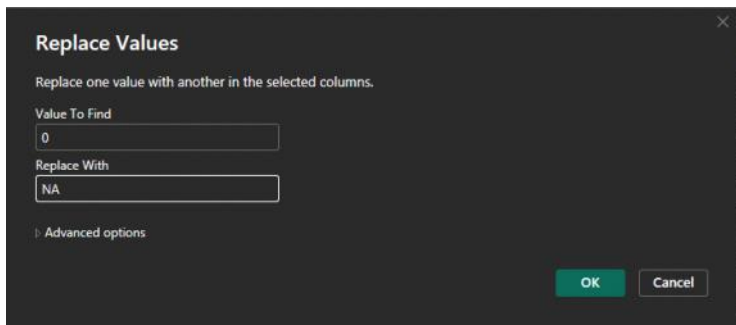 Replace Values
Replace one value with another in the selected columns.
Value To Find
0
Replace With
NA
Advanced options
OK
Cancel